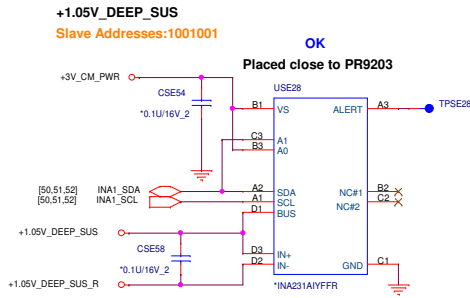 +1.05V_DEEP_SUS
Slave Addresses:1001001
OK
Placed close to PR9203
+3V_CM_PWR
CSE54
*0.1U/16V_2
USE28
B1 VS
ALERT A3
TPSE28
C3 A1
B3 A0
[50,51,52] INA1_SDA A2 SDA
NC#1 B2
[50,51,52] INA1_SCL A1 SCL
NC#2 C2
D1 BUS
+1.05V_DEEP_SUS
CSE58
*0.1U/16V_2
D3 IN+
D2 IN-
GND C1
+1.05V_DEEP_SUS_R
*INA231AIYFFR